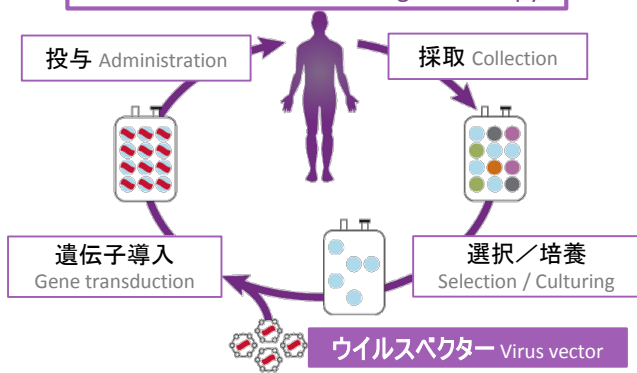 投与 Administration
採取 Collection
遺伝子導入
Gene transduction
選択／培養
Selection / Culturing
ウイルスベクター Virus vector